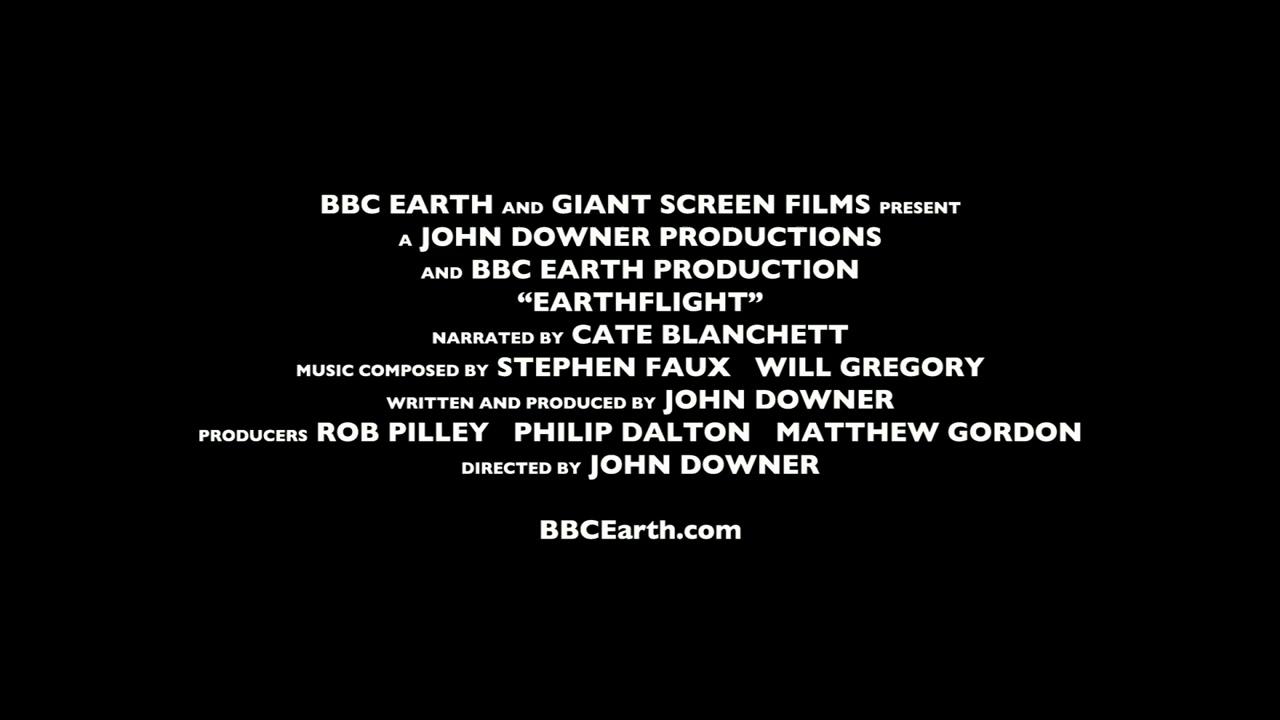 BBC EARTH AND GIANT SCREEN FILMS PRESENT
A JOHN DOWNER PRODUCTIONS
AND BBC EARTH PRODUCTION
“EARTHFLIGHT”
NARRATED BY CATE BLANCHETT
MUSIC COMPOSED BY STEPHEN FAUX WILL GREGORY
WRITTEN AND PRODUCED BY JOHN DOWNER
PRODUCERS ROB PILLEY PHILIP DALTON MATTHEW GORDON
DIRECTED BY JOHN DOWNER
BBCEarth.com